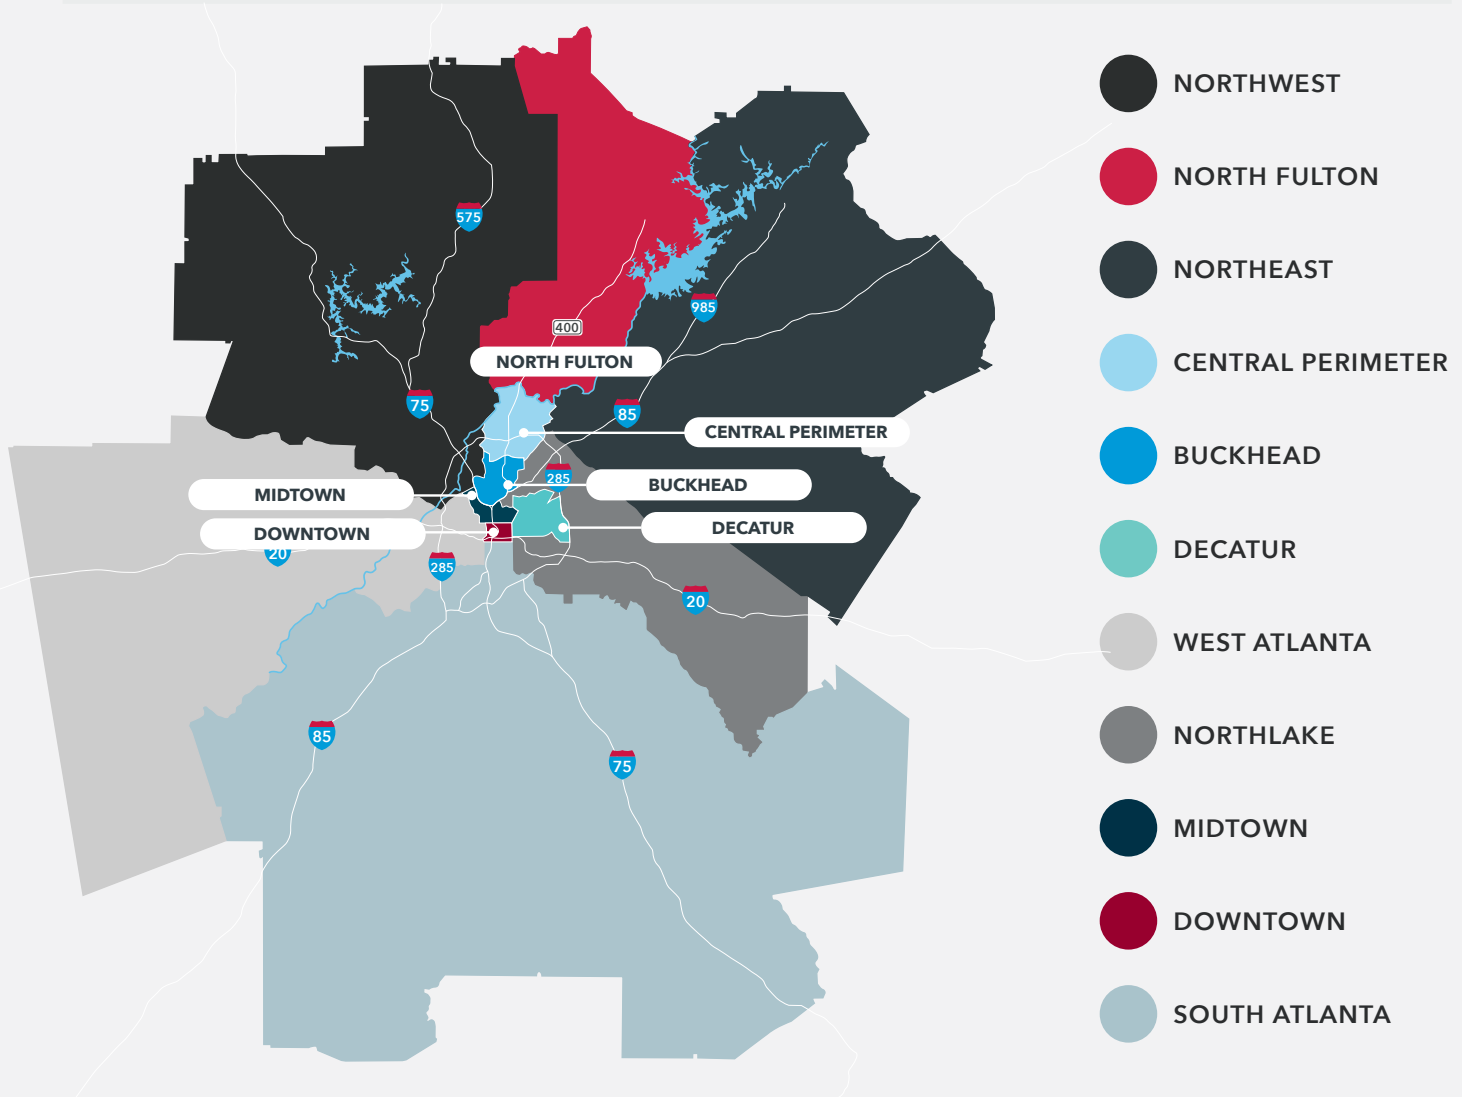 NORTHWEST
NORTH FULTON
NORTHEAST
CENTRAL PERIMETER
BUCKHEAD
DECATUR
WEST ATLANTA
NORTHLAKE
MIDTOWN
DOWNTOWN
SOUTH ATLANTA
575
985
400
NORTH FULTON
75
85
CENTRAL PERIMETER
285
BUCKHEAD
MIDTOWN
DECATUR
DOWNTOWN
20
285
20
85
75